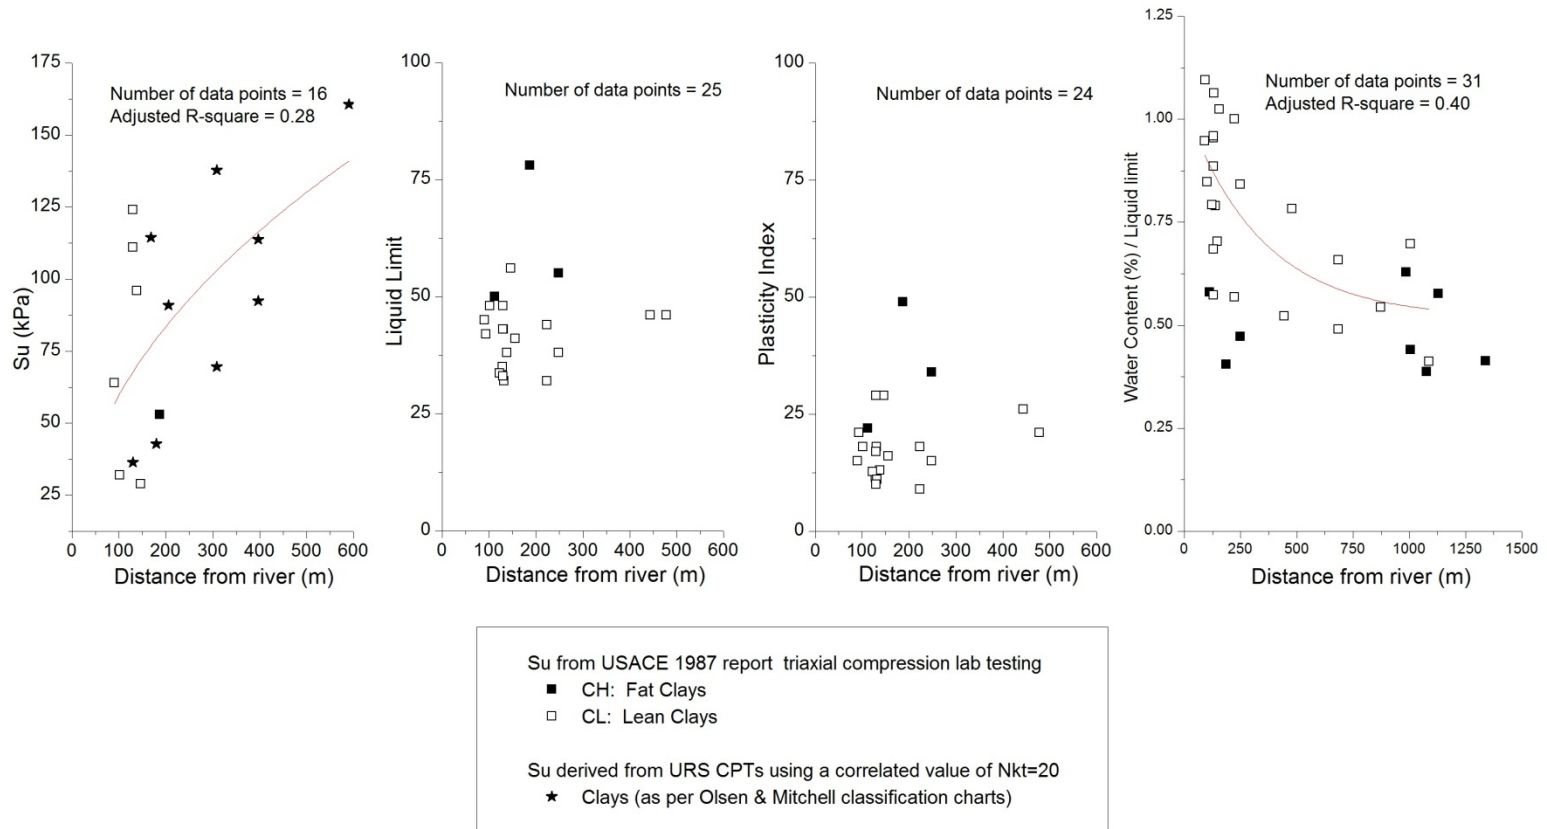 Number of data points = 16
Adjusted R-square = 0.28
Su (kPa)
175
150
125
100
75
50
25
0 100 200 300 400 500 600
Distance from river (m)
Number of data points = 25
Liquid Limit
100
75
50
25
0
0 100 200 300 400 500 600
Distance from river (m)
Number of data points = 24
Plasticity Index
100
75
50
25
0
0 100 200 300 400 500 600
Distance from river (m)
Number of data points = 31
Adjusted R-square = 0.40
Water Content (%) / Liquid limit
1.25
1.00
0.75
0.50
0.25
0.00
0 250 500 750 1000 1250 1500
Distance from river (m)
Su from USACE 1987 report triaxial compression lab testing
CH: Fat Clays
CL: Lean Clays
Su derived from URS CPTs using a correlated value of Nkt=20
Clays (as per Olsen & Mitchell classification charts)